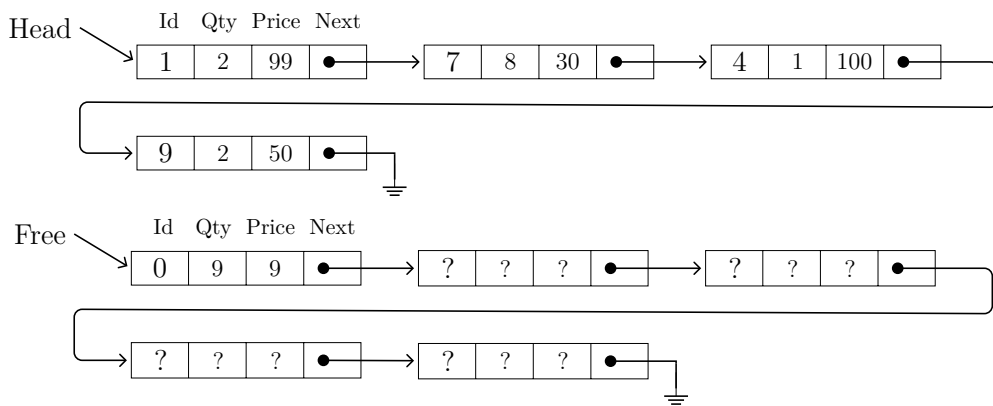 Id Qty Price Next
Head
1 2 99 7 8 30 4 1 100
9 2 50
Id Qty Price Next
Free
0 9 9 ? ? ? ? ? ?
? ? ? ? ? ?